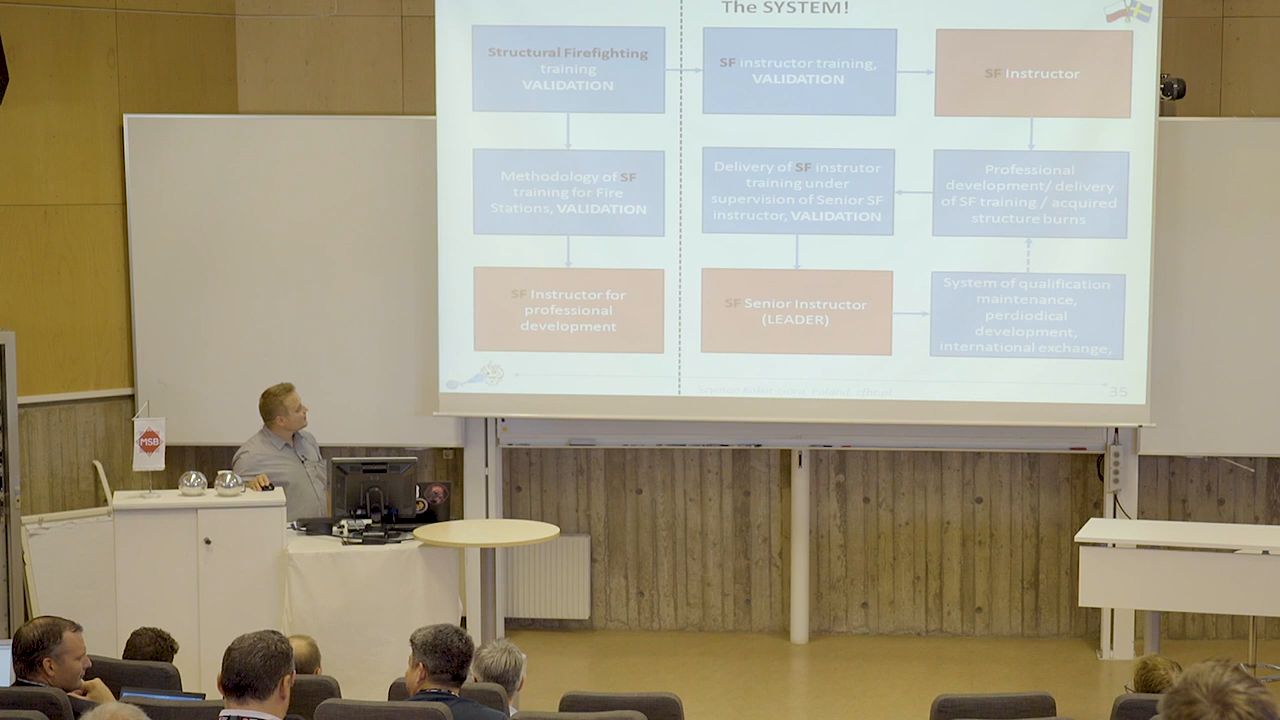 The SYSTEM!
Structural Firefighting
training
VALIDATION
SF instructor training,
VALIDATION
SF Instructor
Methodology of SF
training for Fire
Stations, VALIDATION
Delivery of SF instrutor
training under
supervision of Senior SF
instructor, VALIDATION
Professional
development/ delivery
of SF training / acquired
structure burns
SF Instructor for
professional
development
SF Senior Instructor
(LEADER)
System of qualification
maintenance,
perdiodical
development,
international exchange,
35
MSB